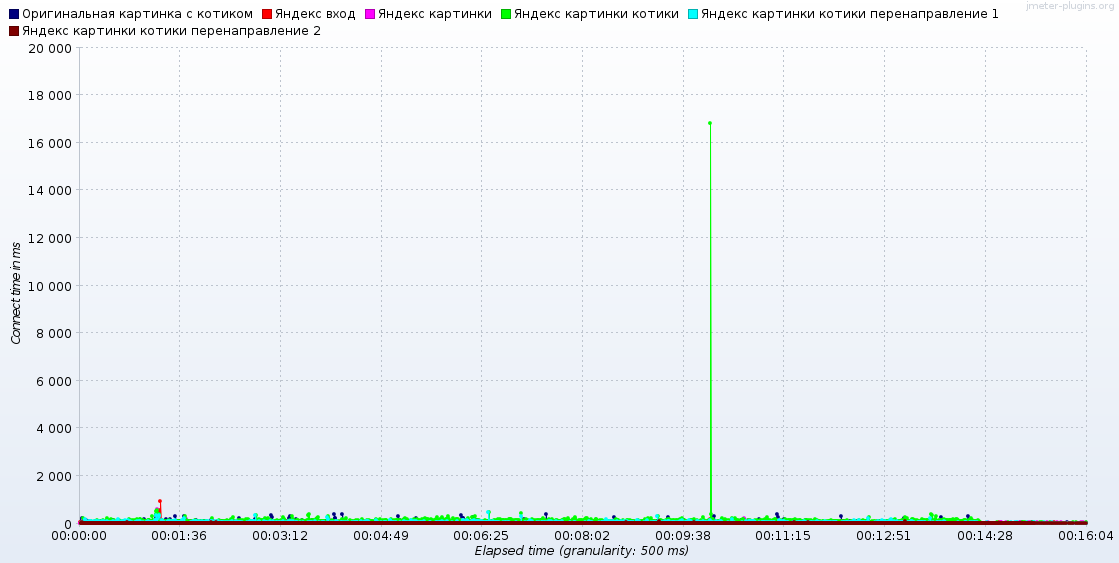 Оригинальная картинка с котиком Яндекс вход Яндекс картинки Яндекс картинки котики Яндекс картинки котики перенаправление 1
jmeter-plugins.org
Яндекс картинки котики перенаправление 2
20 000
18 000
16 000
14 000
12 000
10 000
8 000
6 000
4 000
2 000
0
Connect time in ms
00:00:00 00:01:36 00:03:12 00:04:49 00:06:25 00:08:02 00:09:38 00:11:15 00:12:51 00:14:28 00:16:04
Elapsed time (granularity: 500 ms)